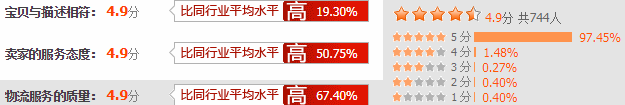 宝贝与描述相符：4.9分 比同行业平均水平 高 19.30%
卖家的服务态度：4.9分 比同行业平均水平 高 50.75%
物流服务的质量：4.9分 比同行业平均水平 高 67.40%
4.9分 共744人
5 分 97.45%
4 分 1.48%
3 分 0.27%
2 分 0.40%
1 分 0.40%